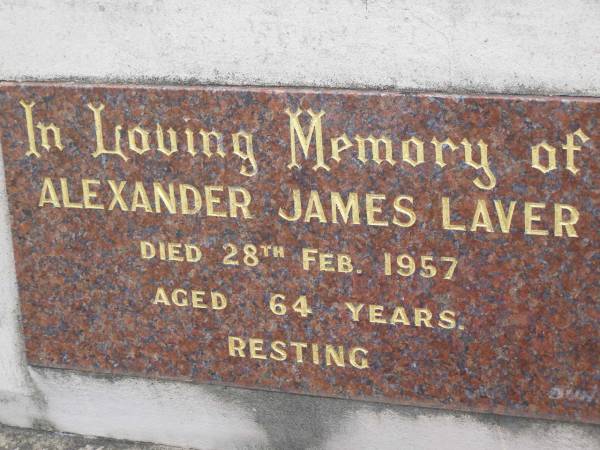 In Loving Memory of
ALEXANDER JAMES LAVER
DIED 28TH FEB. 1957
AGED 64 YEARS.
RESTING